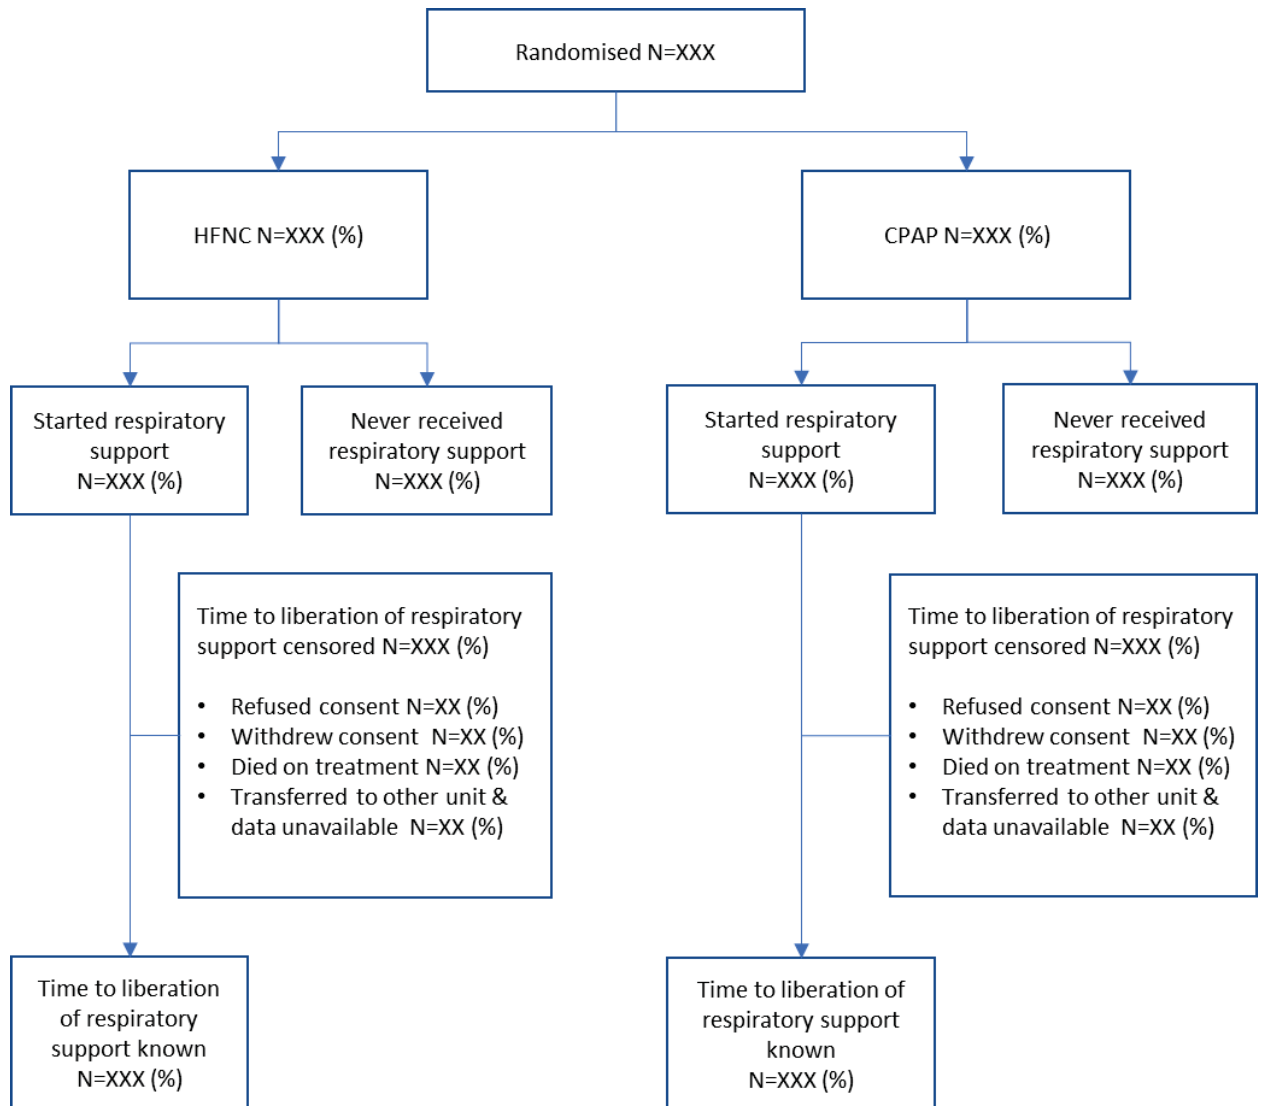 Randomised N=XXX
HFNC N=XXX (%)
CPAP N=XXX (%)
Started respiratory
support
N=XXX (%)
Never received
respiratory support
N=XXX (%)
Started respiratory
support
N=XXX (%)
Never received
respiratory support
N=XXX (%)
Time to liberation of respiratory
support censored N=XXX (%)
• Refused consent N=XX (%)
• Withdrew consent N=XX (%)
• Died on treatment N=XX (%)
• Transferred to other unit &
data unavailable N=XX (%)
Time to liberation of respiratory
support censored N=XXX (%)
• Refused consent N=XX (%)
• Withdrew consent N=XX (%)
• Died on treatment N=XX (%)
• Transferred to other unit &
data unavailable N=XX (%)
Time to liberation
of respiratory
support known
N=XXX (%)
Time to liberation of
respiratory support
known
N=XXX (%)